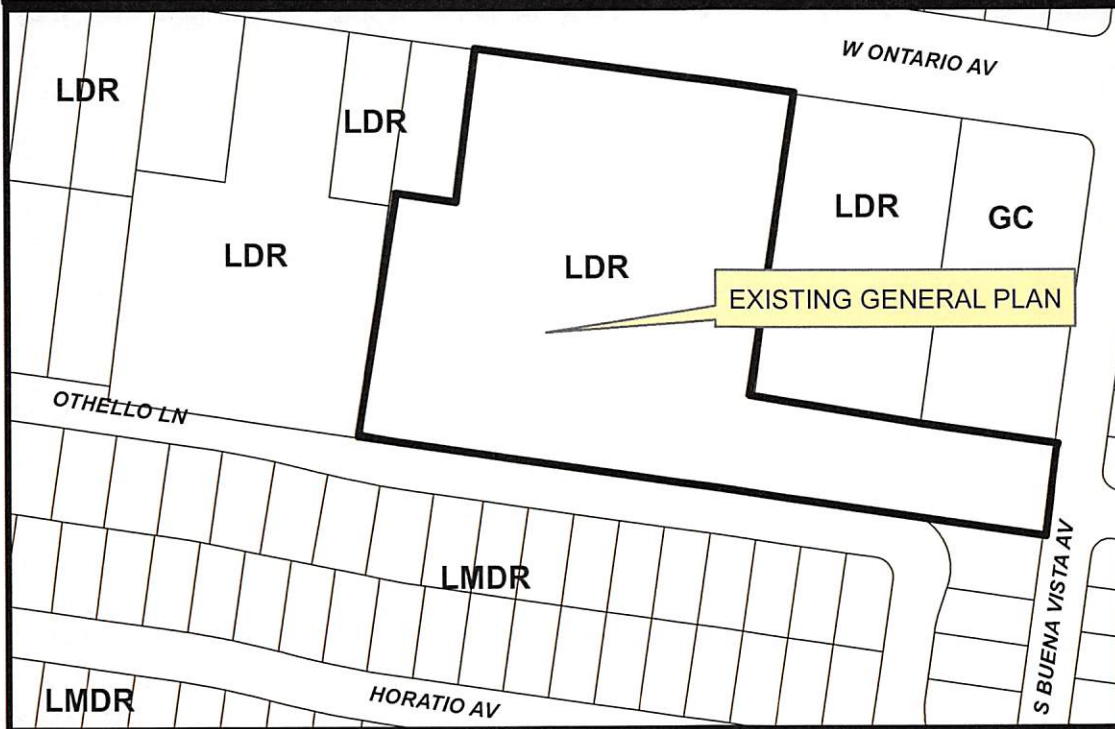 W ONTARIO AV
LDR
LDR
LDR
GC
LDR
LDR
EXISTING GENERAL PLAN
OTHELLO LN
LMDR
S BUENA VISTA AV
LMDR
HORATIO AV